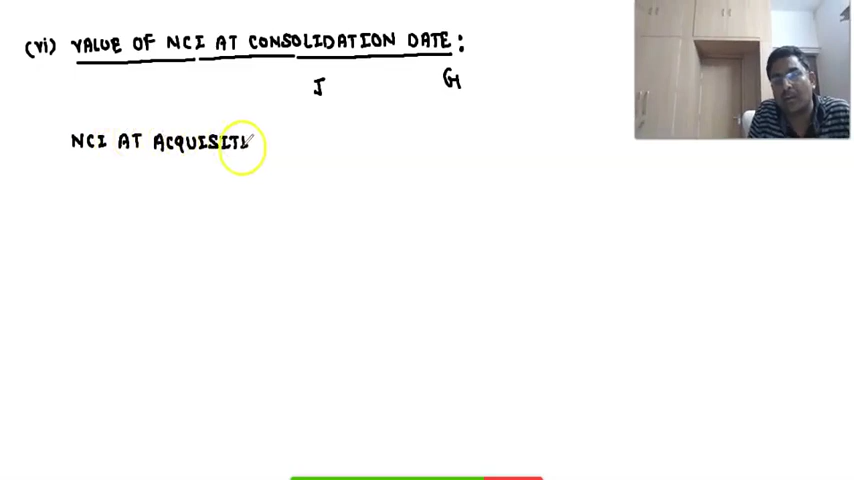 (vi) VALUE OF NCI AT CONSOLIDATION DATE:
J G
NCI AT ACQUISITI